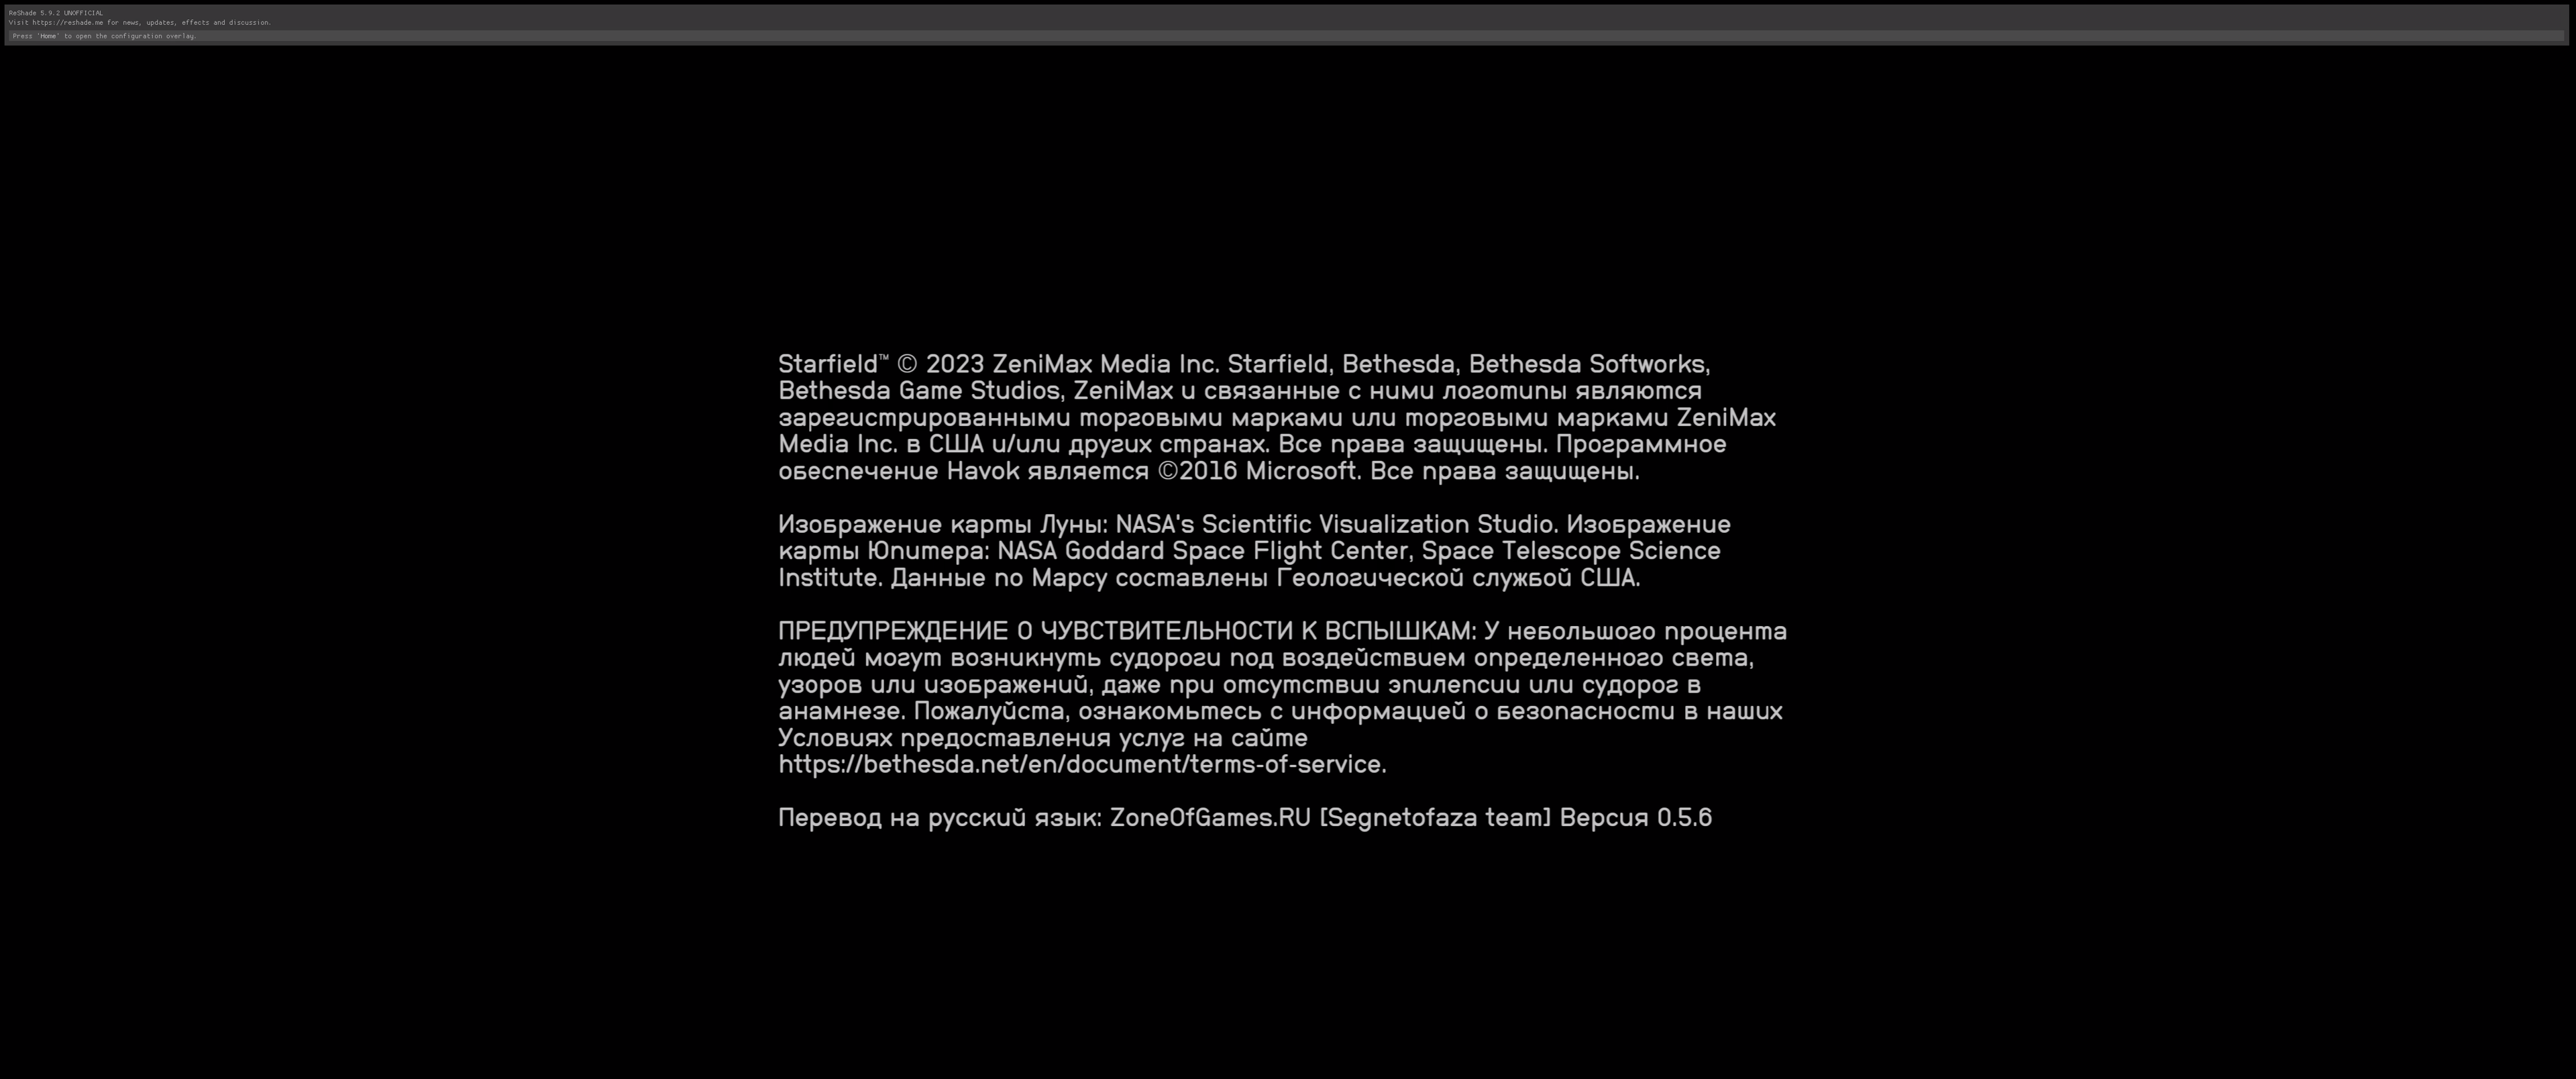 ReShade 5.9.2 UNOFFICIAL
Visit https://reshade.me for news, updates, effects and discussion.
Press 'Home' to open the configuration overlay.
Starfield™ © 2023 ZeniMax Media Inc. Starfield, Bethesda, Bethesda Softworks,
Bethesda Game Studios, ZeniMax и связанные с ними логотипы являются
зарегистрированными торговыми марками или торговыми марками ZeniMax
Media Inc. в США и/или других странах. Все права защищены. Программное
обеспечение Havok является ©2016 Microsoft. Все права защищены.
Изображение карты Луны: NASA's Scientific Visualization Studio. Изображение
карты Юпитера: NASA Goddard Space Flight Center, Space Telescope Science
Institute. Данные по Марсу составлены Геологической службой США.
ПРЕДУПРЕЖДЕНИЕ О ЧУВСТВИТЕЛЬНОСТИ К ВСПЫШКАМ: У небольшого процента
людей могут возникнуть судороги под воздействием определенного света,
узоров или изображений, даже при отсутствии эпилепсии или судорог в
анамнезе. Пожалуйста, ознакомьтесь с информацией о безопасности в наших
Условиях предоставления услуг на сайте
https://bethesda.net/en/document/terms-of-service.
Перевод на русский язык: ZoneOfGames.RU [Segnetofaza team] Версия 0.5.6